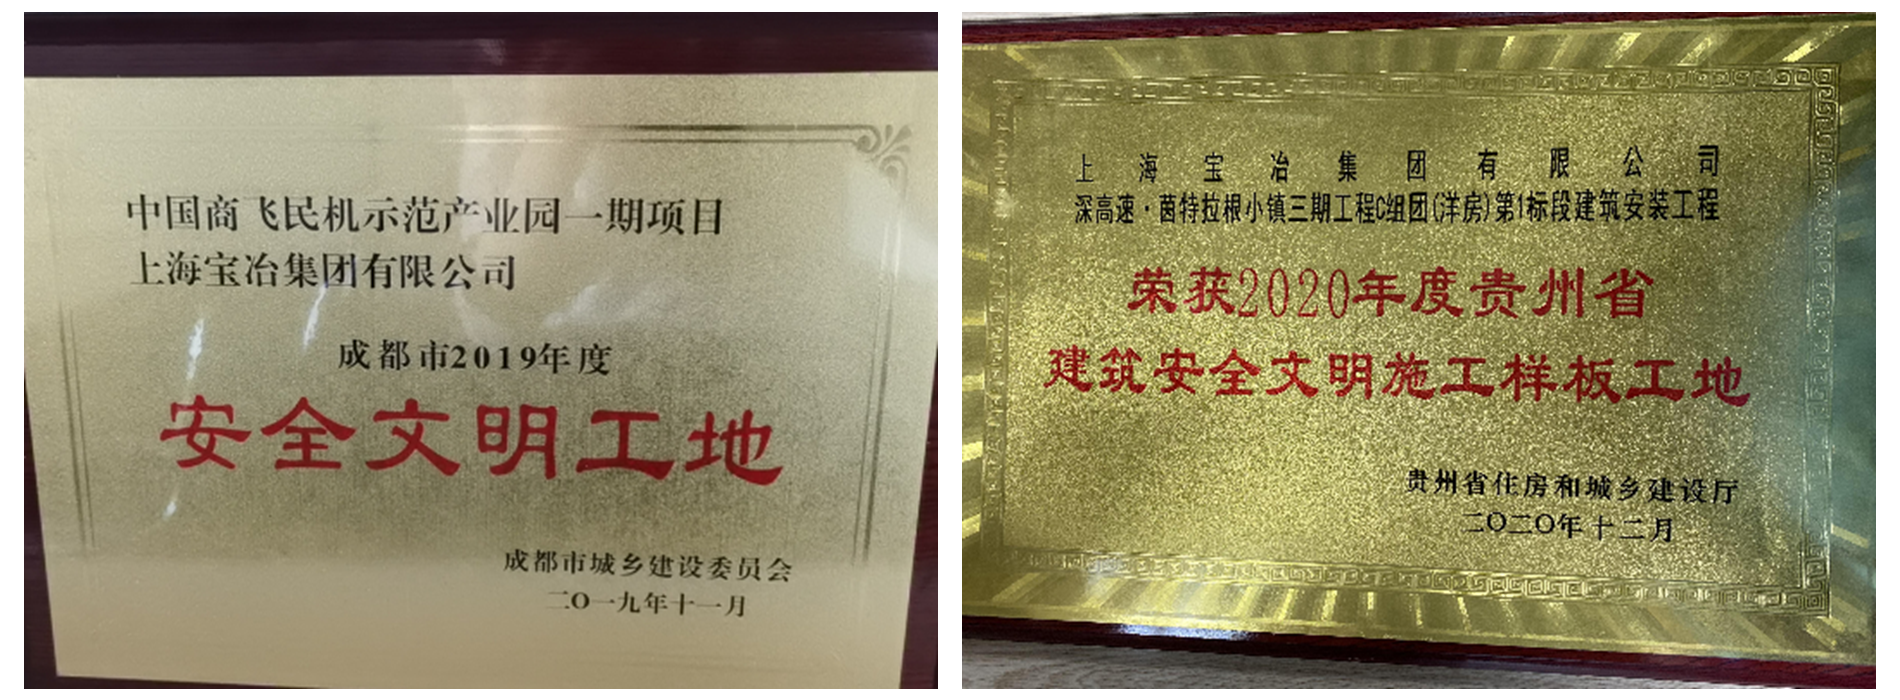 中国商飞民机示范产业园一期项目
上海宝冶集团有限公司
成都市2019年度
安全文明工地
成都市城乡建设委员会
二〇一九年十一月
上海宝冶集团有限公司
深高速·茵特拉根小镇三期工程C组团(洋房)第1标段建筑安装工程
荣获2020年度贵州省
建筑安全文明施工样板工地
贵州省住房和城乡建设厅
二〇二〇年十二月